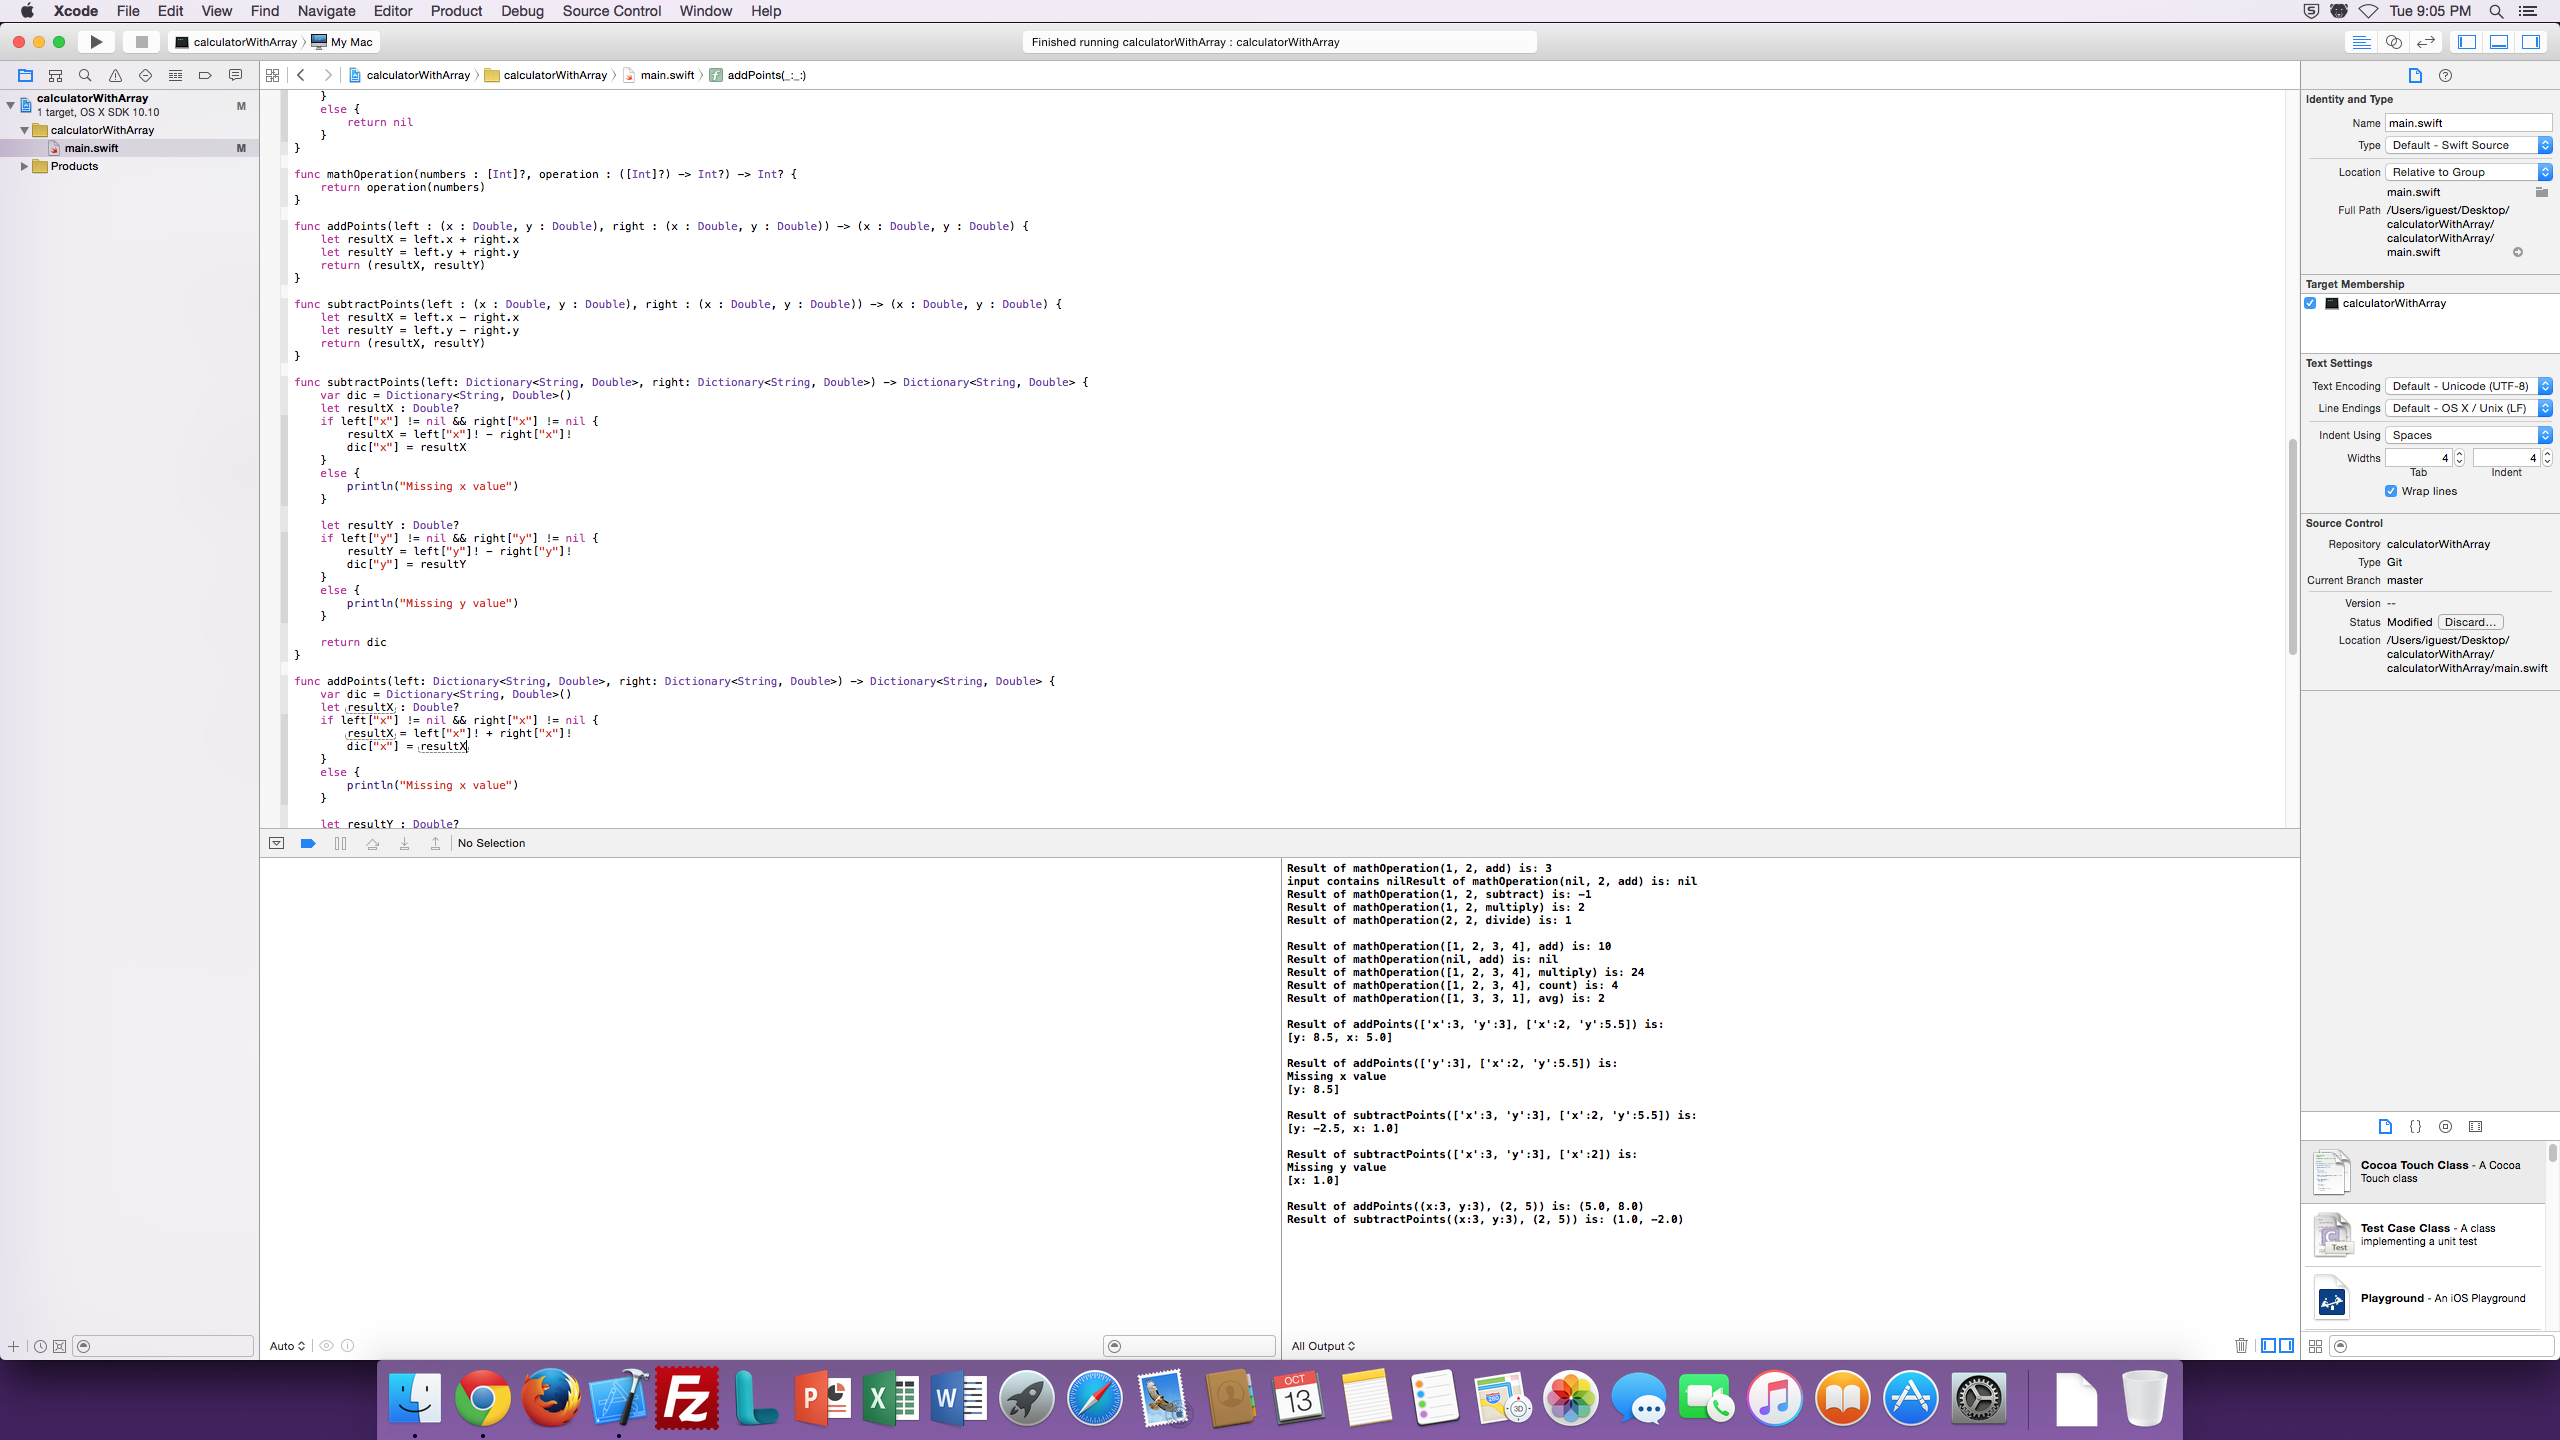 Xcode File Edit View Find Navigate Editor Product Debug Source Control Window Help
Tue 9:05 PM
calculatorWithArray My Mac
Finished running calculatorWithArray : calculatorWithArray
calculatorWithArray calculatorWithArray main.swift addPoints(_:_:)
calculatorWithArray M
1 target, OS X SDK 10.10
calculatorWithArray
main.swift M
Products
}
else {
return nil
}
}
func mathOperation(numbers : [Int]?, operation : ([Int]?) -> Int?) -> Int? {
return operation(numbers)
}
func addPoints(left : (x : Double, y : Double), right : (x : Double, y : Double)) -> (x : Double, y : Double) {
let resultX = left.x + right.x
let resultY = left.y + right.y
return (resultX, resultY)
}
func subtractPoints(left : (x : Double, y : Double), right : (x : Double, y : Double)) -> (x : Double, y : Double) {
let resultX = left.x - right.x
let resultY = left.y - right.y
return (resultX, resultY)
}
func subtractPoints(left: Dictionary<String, Double>, right: Dictionary<String, Double>) -> Dictionary<String, Double> {
var dic = Dictionary<String, Double>()
let resultX : Double?
if left["x"] != nil && right["x"] != nil {
resultX = left["x"]! - right["x"]!
dic["x"] = resultX
}
else {
println("Missing x value")
}
let resultY : Double?
if left["y"] != nil && right["y"] != nil {
resultY = left["y"]! - right["y"]!
dic["y"] = resultY
}
else {
println("Missing y value")
}
return dic
}
func addPoints(left: Dictionary<String, Double>, right: Dictionary<String, Double>) -> Dictionary<String, Double> {
var dic = Dictionary<String, Double>()
let resultX : Double?
if left["x"] != nil && right["x"] != nil {
resultX = left["x"]! + right["x"]!
dic["x"] = resultX
}
else {
println("Missing x value")
}
let resultY : Double?
No Selection
Result of mathOperation(1, 2, add) is: 3
input contains nilResult of mathOperation(nil, 2, add) is: nil
Result of mathOperation(1, 2, subtract) is: -1
Result of mathOperation(1, 2, multiply) is: 2
Result of mathOperation(2, 2, divide) is: 1
Result of mathOperation([1, 2, 3, 4], add) is: 10
Result of mathOperation(nil, add) is: nil
Result of mathOperation([1, 2, 3, 4], multiply) is: 24
Result of mathOperation([1, 2, 3, 4], count) is: 4
Result of mathOperation([1, 3, 3, 1], avg) is: 2
Result of addPoints(['x':3, 'y':3], ['x':2, 'y':5.5]) is:
[y: 8.5, x: 5.0]
Result of addPoints(['y':3], ['x':2, 'y':5.5]) is:
Missing x value
[y: 8.5]
Result of subtractPoints(['x':3, 'y':3], ['x':2, 'y':5.5]) is:
[y: -2.5, x: 1.0]
Result of subtractPoints(['x':3, 'y':3], ['x':2]) is:
Missing y value
[x: 1.0]
Result of addPoints((x:3, y:3), (2, 5)) is: (5.0, 8.0)
Result of subtractPoints((x:3, y:3), (2, 5)) is: (1.0, -2.0)
Auto
All Output
Identity and Type
Name main.swift
Type Default - Swift Source
Location Relative to Group
main.swift
Full Path /Users/iguest/Desktop/
calculatorWithArray/
calculatorWithArray/
main.swift
Target Membership
calculatorWithArray
Text Settings
Text Encoding Default - Unicode (UTF-8)
Line Endings Default - OS X / Unix (LF)
Indent Using Spaces
Widths 4 4
Tab Indent
Wrap lines
Source Control
Repository calculatorWithArray
Type Git
Current Branch master
Version --
Status Modified Discard...
Location /Users/iguest/Desktop/
calculatorWithArray/
calculatorWithArray/main.swift
Cocoa Touch Class - A Cocoa
Touch class
Test Case Class - A class
implementing a unit test
Test
Playground - An iOS Playground
Fz
P
X
W
OCT
13
3D